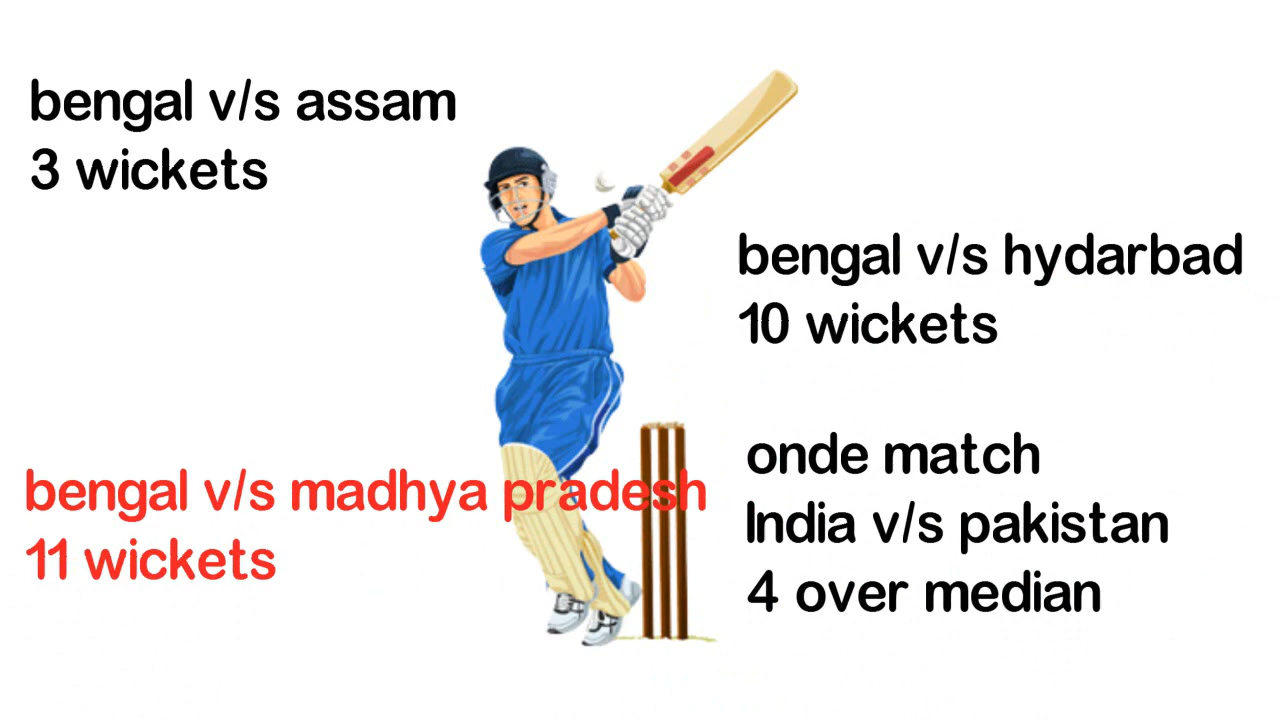 bengal v/s assam
3 wickets
bengal v/s hydarbad
10 wickets
bengal v/s madhya pradesh
11 wickets
onde match
India v/s pakistan
4 over median